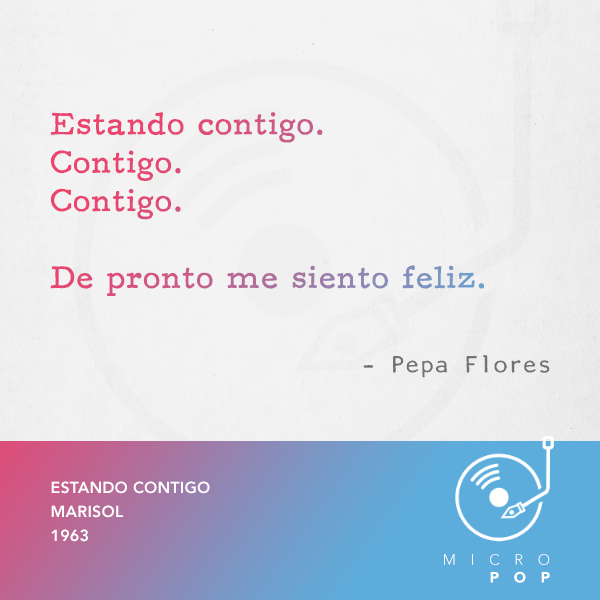 Estando contigo.
Contigo.
Contigo.
De pronto me siento feliz.
- Pepa Flores
ESTANDO CONTIGO
MARISOL
1963
MICRO
POP